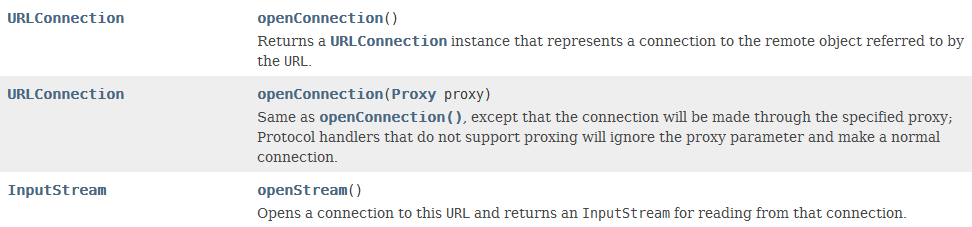 URLConnection openConnection()
Returns a URLConnection instance that represents a connection to the remote object referred to by
the URL.
URLConnection openConnection(Proxy proxy)
Same as openConnection(), except that the connection will be made through the specified proxy;
Protocol handlers that do not support proxing will ignore the proxy parameter and make a normal
connection.
InputStream openStream()
Opens a connection to this URL and returns an InputStream for reading from that connection.